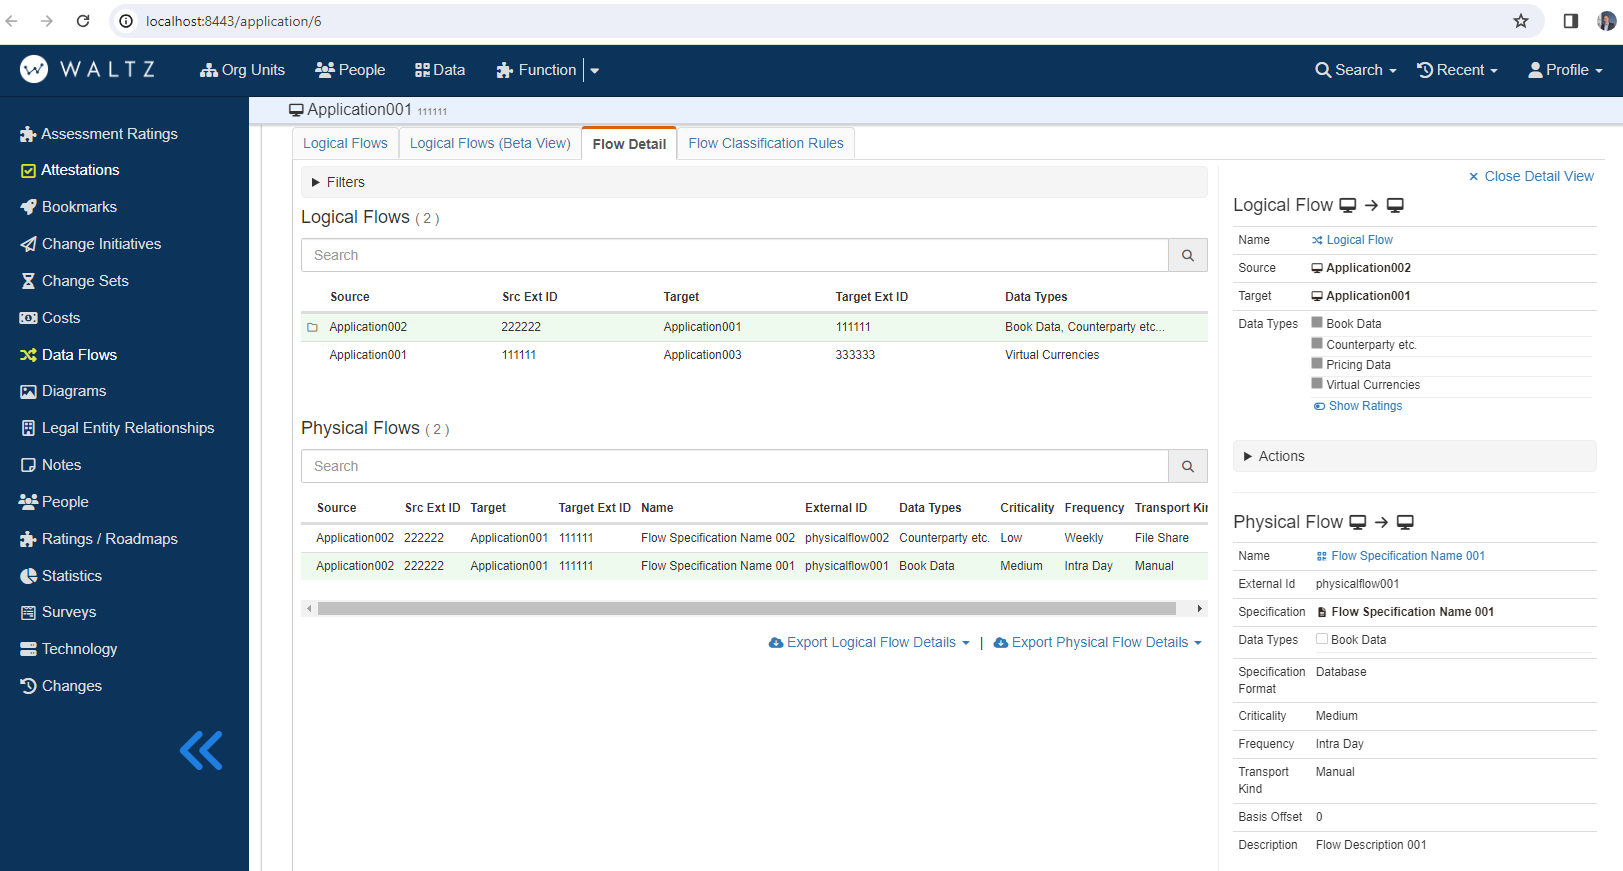 localhost:8443/application/6
WALTZ Org Units People Data Function Search Recent Profile
Application001 111111
Assessment Ratings
Attestations
Bookmarks
Change Initiatives
Change Sets
Costs
Data Flows
Diagrams
Legal Entity Relationships
Notes
People
Ratings / Roadmaps
Statistics
Surveys
Technology
Changes
Logical Flows Logical Flows (Beta View) Flow Detail Flow Classification Rules
Filters
Logical Flows ( 2 )
Search
Source Src Ext ID Target Target Ext ID Data Types
Application002 222222 Application001 111111 Book Data, Counterparty etc...
Application001 111111 Application003 333333 Virtual Currencies
Physical Flows ( 2 )
Search
Source Src Ext ID Target Target Ext ID Name External ID Data Types Criticality Frequency Transport Kin
Application002 222222 Application001 111111 Flow Specification Name 002 physicalflow002 Counterparty etc. Low Weekly File Share
Application002 222222 Application001 111111 Flow Specification Name 001 physicalflow001 Book Data Medium Intra Day Manual
Export Logical Flow Details | Export Physical Flow Details
× Close Detail View
Logical Flow
Name Logical Flow
Source Application002
Target Application001
Data Types Book Data
Counterparty etc.
Pricing Data
Virtual Currencies
Show Ratings
Actions
Physical Flow
Name Flow Specification Name 001
External Id physicalflow001
Specification Flow Specification Name 001
Data Types Book Data
Specification Database
Format
Criticality Medium
Frequency Intra Day
Transport Manual
Kind
Basis Offset 0
Description Flow Description 001